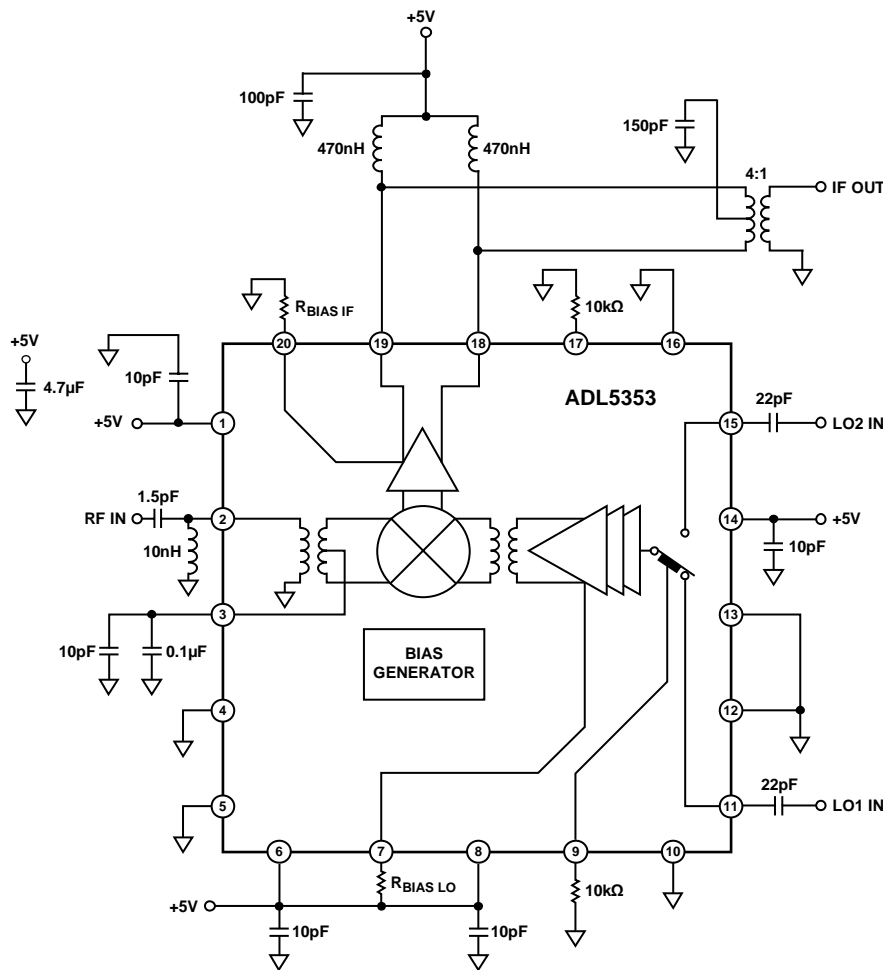 +5V
100pF
470nH
470nH
150pF
4:1
IF OUT
RBIAS IF
10kΩ
+5V
4.7µF
10pF
+5V
20
19
18
17
16
ADL5353
1
22pF
15
LO2 IN
1.5pF
RF IN
2
10nH
14
+5V
10pF
3
10pF
0.1µF
13
BIAS
GENERATOR
4
12
5
22pF
11
LO1 IN
6
7
8
9
10
RBIAS LO
10kΩ
+5V
10pF
10pF